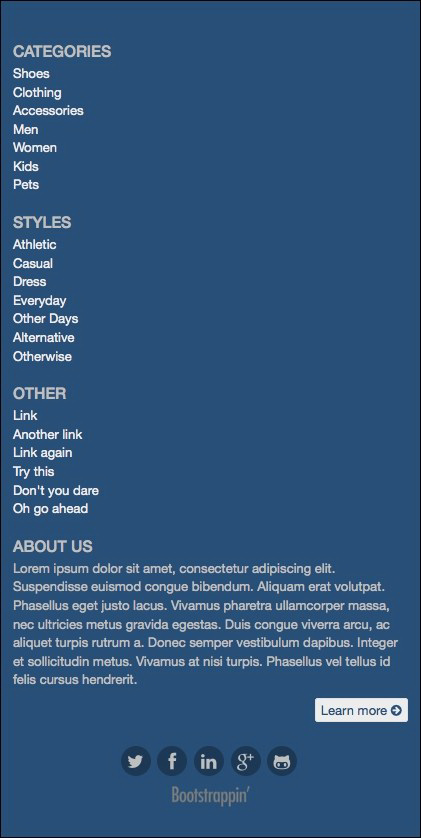 CATEGORIES
Shoes
Clothing
Accessories
Men
Women
Kids
Pets
STYLES
Athletic
Casual
Dress
Everyday
Other Days
Alternative
Otherwise
OTHER
Link
Another link
Link again
Try this
Don't you dare
Oh go ahead
ABOUT US
Lorem ipsum dolor sit amet, consectetur adipiscing elit.
Suspendisse euismod congue bibendum. Aliquam erat volutpat.
Phasellus eget justo lacus. Vivamus pharetra ullamcorper massa,
nec ultricies metus gravida egestas. Duis congue viverra arcu, ac
aliquet turpis rutrum a. Donec semper vestibulum dapibus. Integer
et sollicitudin metus. Vivamus at nisi turpis. Phasellus vel tellus id
felis cursus hendrerit.
Learn more
f in g+
Bootstrappin'